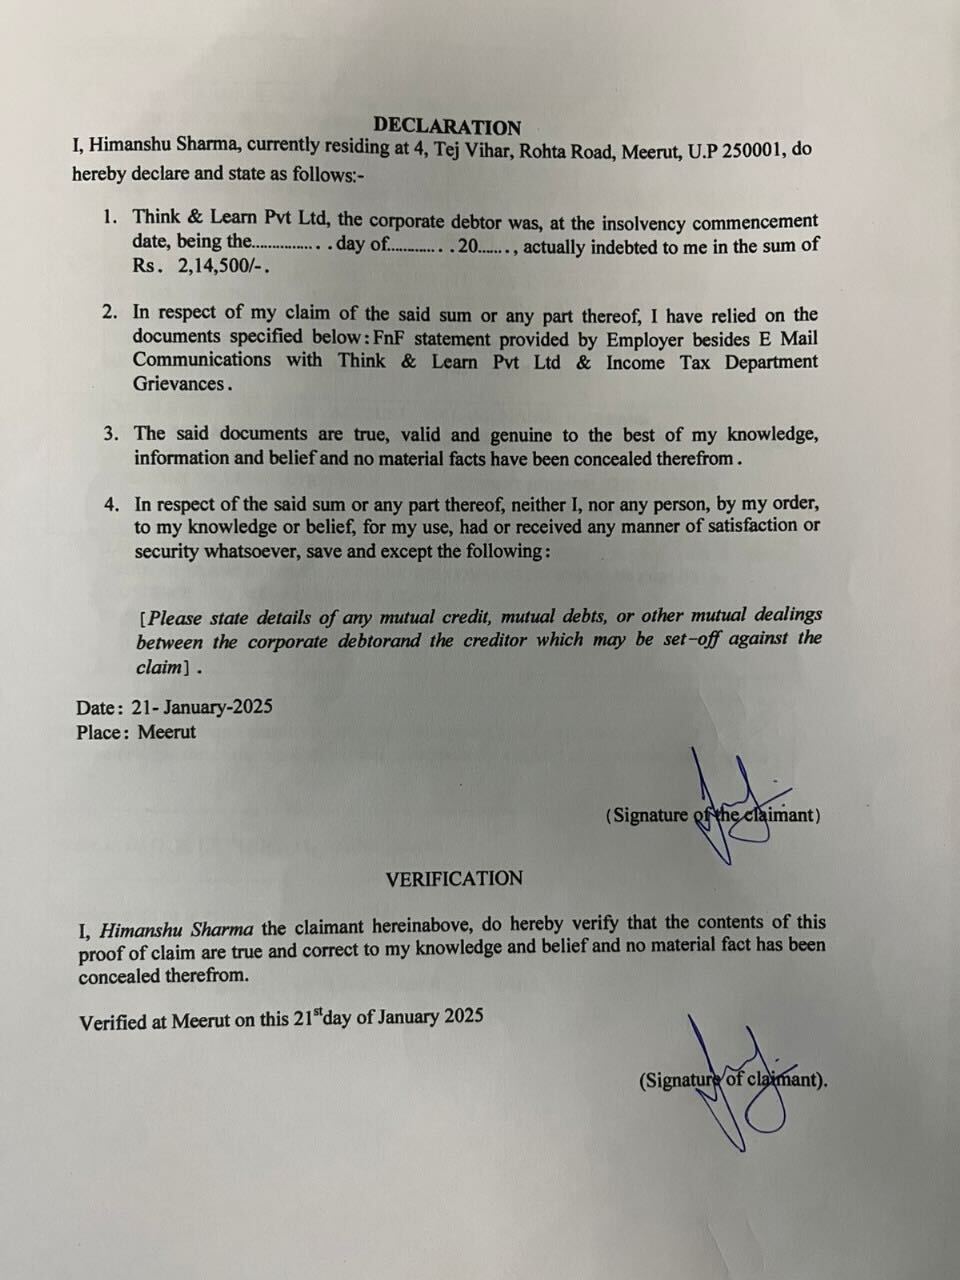 DECLARATION
I, Himanshu Sharma, currently residing at 4, Tej Vihar, Rohta Road, Meerut, U.P 250001, do
hereby declare and state as follows:-
1. Think & Learn Pvt Ltd, the corporate debtor was, at the insolvency commencement
date, being the............... . .day of............ . .20......., actually indebted to me in the sum of
Rs. 2,14,500/-.
2. In respect of my claim of the said sum or any part thereof, I have relied on the
documents specified below: FnF statement provided by Employer besides E Mail
Communications with Think & Learn Pvt Ltd & Income Tax Department
Grievances.
3. The said documents are true, valid and genuine to the best of my knowledge,
information and belief and no material facts have been concealed therefrom.
4. In respect of the said sum or any part thereof, neither I, nor any person, by my order,
to my knowledge or belief, for my use, had or received any manner of satisfaction or
security whatsoever, save and except the following:
[Please state details of any mutual credit, mutual debts, or other mutual dealings
between the corporate debtorand the creditor which may be set-off against the
claim] .
Date: 21- January-2025
Place: Meerut
(Signature of the claimant)
VERIFICATION
I, Himanshu Sharma the claimant hereinabove, do hereby verify that the contents of this
proof of claim are true and correct to my knowledge and belief and no material fact has been
concealed therefrom.
Verified at Meerut on this 21st day of January 2025
(Signature of claimant).